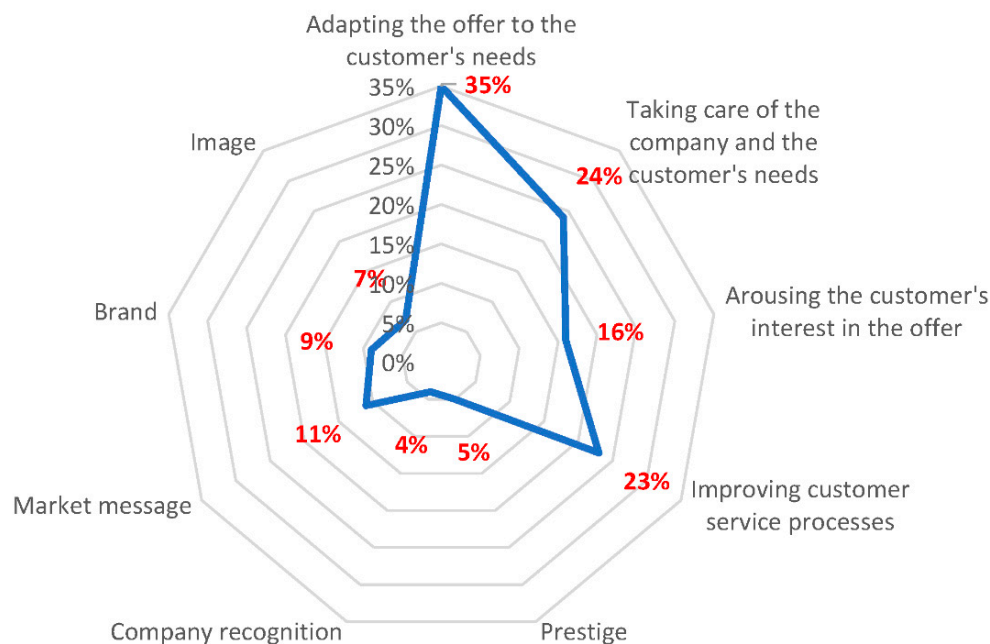 Adapting the offer to the
customer's needs
35%
35%
30%
25%
20%
15%
10%
5%
0%
Taking care of the
company and the
customer's needs
24%
Arousing the customer's
interest in the offer
16%
Improving customer
service processes
23%
Prestige
5%
Company recognition
4%
Market message
11%
Brand
9%
Image
7%